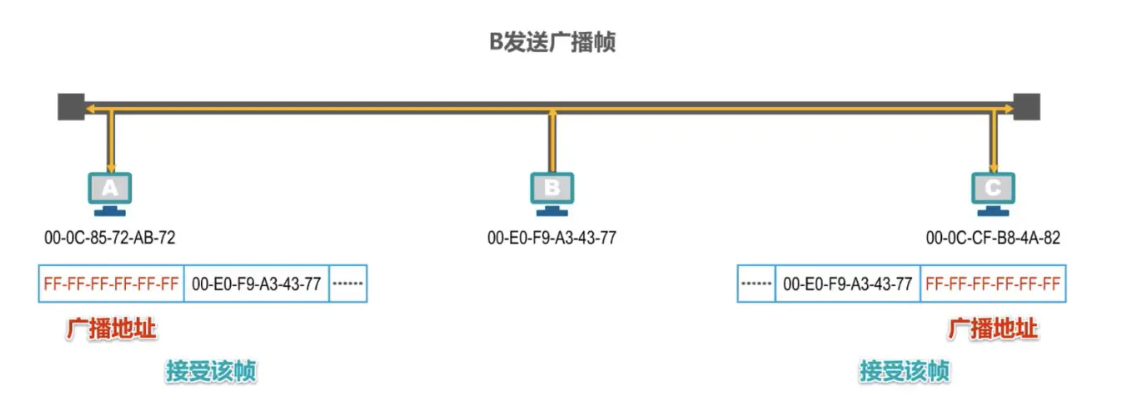 B发送广播帧
A
B
C
00-0C-85-72-AB-72
00-E0-F9-A3-43-77
00-0C-CF-B8-4A-82
FF-FF-FF-FF-FF-FF 00-E0-F9-A3-43-77 ······
······ 00-E0-F9-A3-43-77 FF-FF-FF-FF-FF-FF
广播地址
广播地址
接受该帧
接受该帧